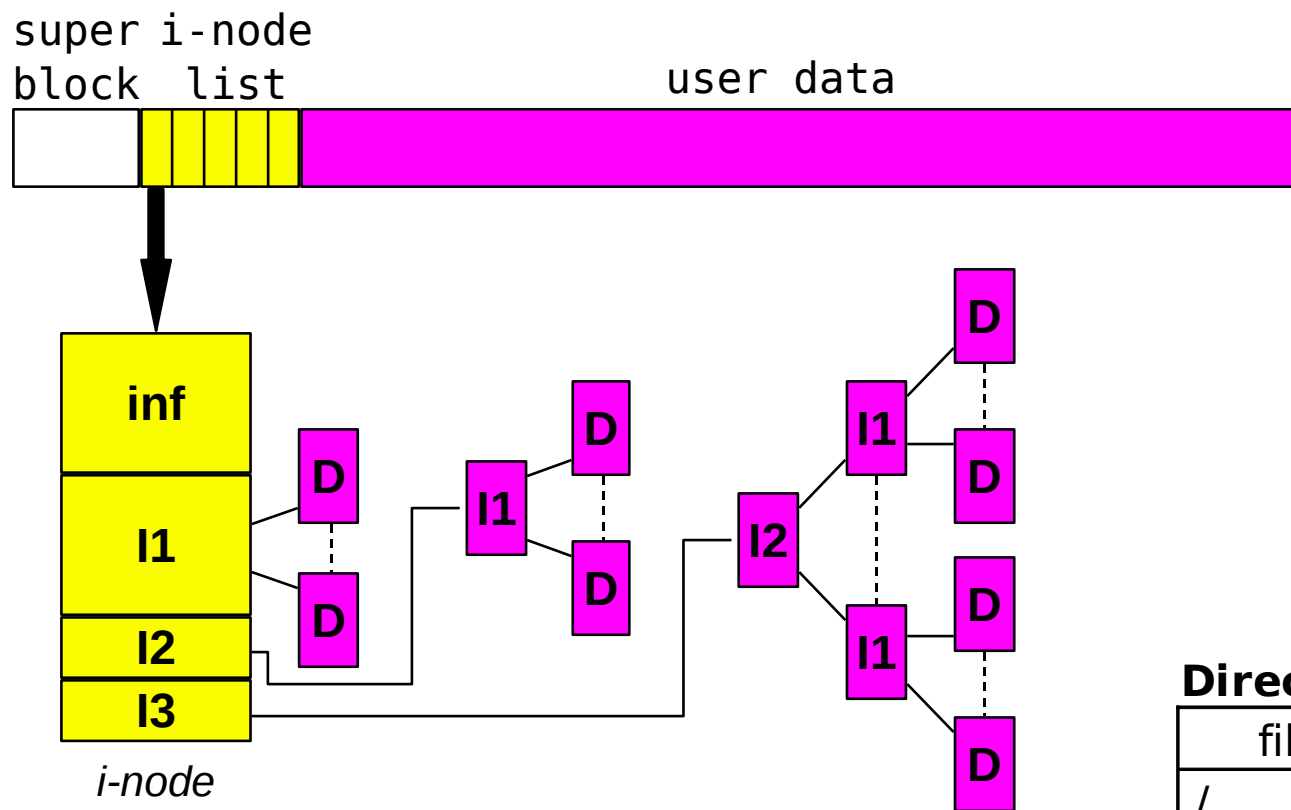 super i-node
block list
user data
inf
I1
I2
I3
i-node
D
D
I1
D
D
I2
I1
I1
D
D
D
D
/